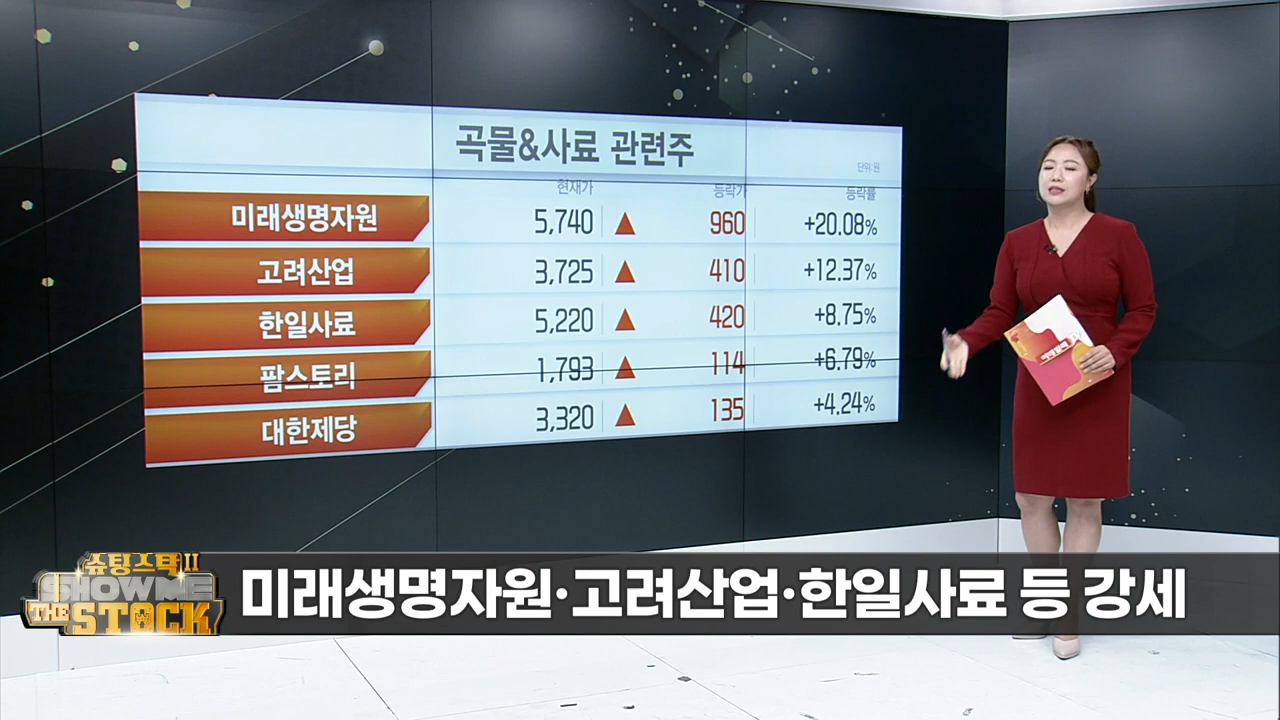 곡물&사료 관련주
단위:원
현재가 등락가 등락률
미래생명자원 5,740 ▲ 960 +20.08%
고려산업 3,725 ▲ 410 +12.37%
한일사료 5,220 ▲ 420 +8.75%
팜스토리 1,793 ▲ 114 +6.79%
대한제당 3,320 ▲ 135 +4.24%
슈팅스탁 II
SHOW ME
THE STOCK
미래생명자원·고려산업·한일사료 등 강세